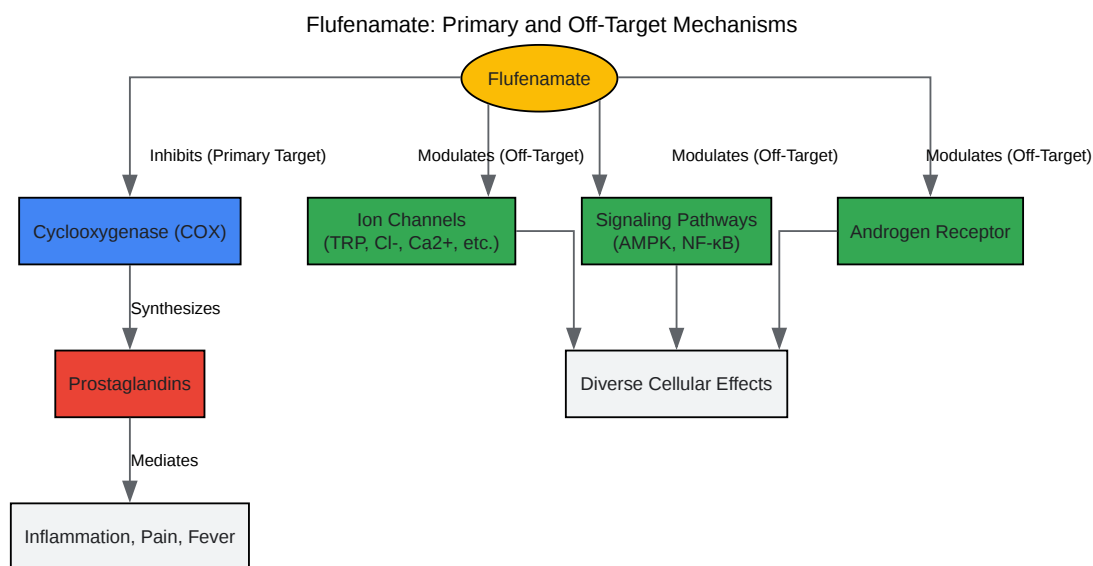 Flufenamate: Primary and Off-Target Mechanisms
Flufenamate
Inhibits (Primary Target)
Modulates (Off-Target)
Modulates (Off-Target)
Modulates (Off-Target)
Cyclooxygenase (COX)
Ion Channels
(TRP, Cl-, Ca2+, etc.)
Signaling Pathways
(AMPK, NF-κB)
Androgen Receptor
Synthesizes
Prostaglandins
Diverse Cellular Effects
Mediates
Inflammation, Pain, Fever